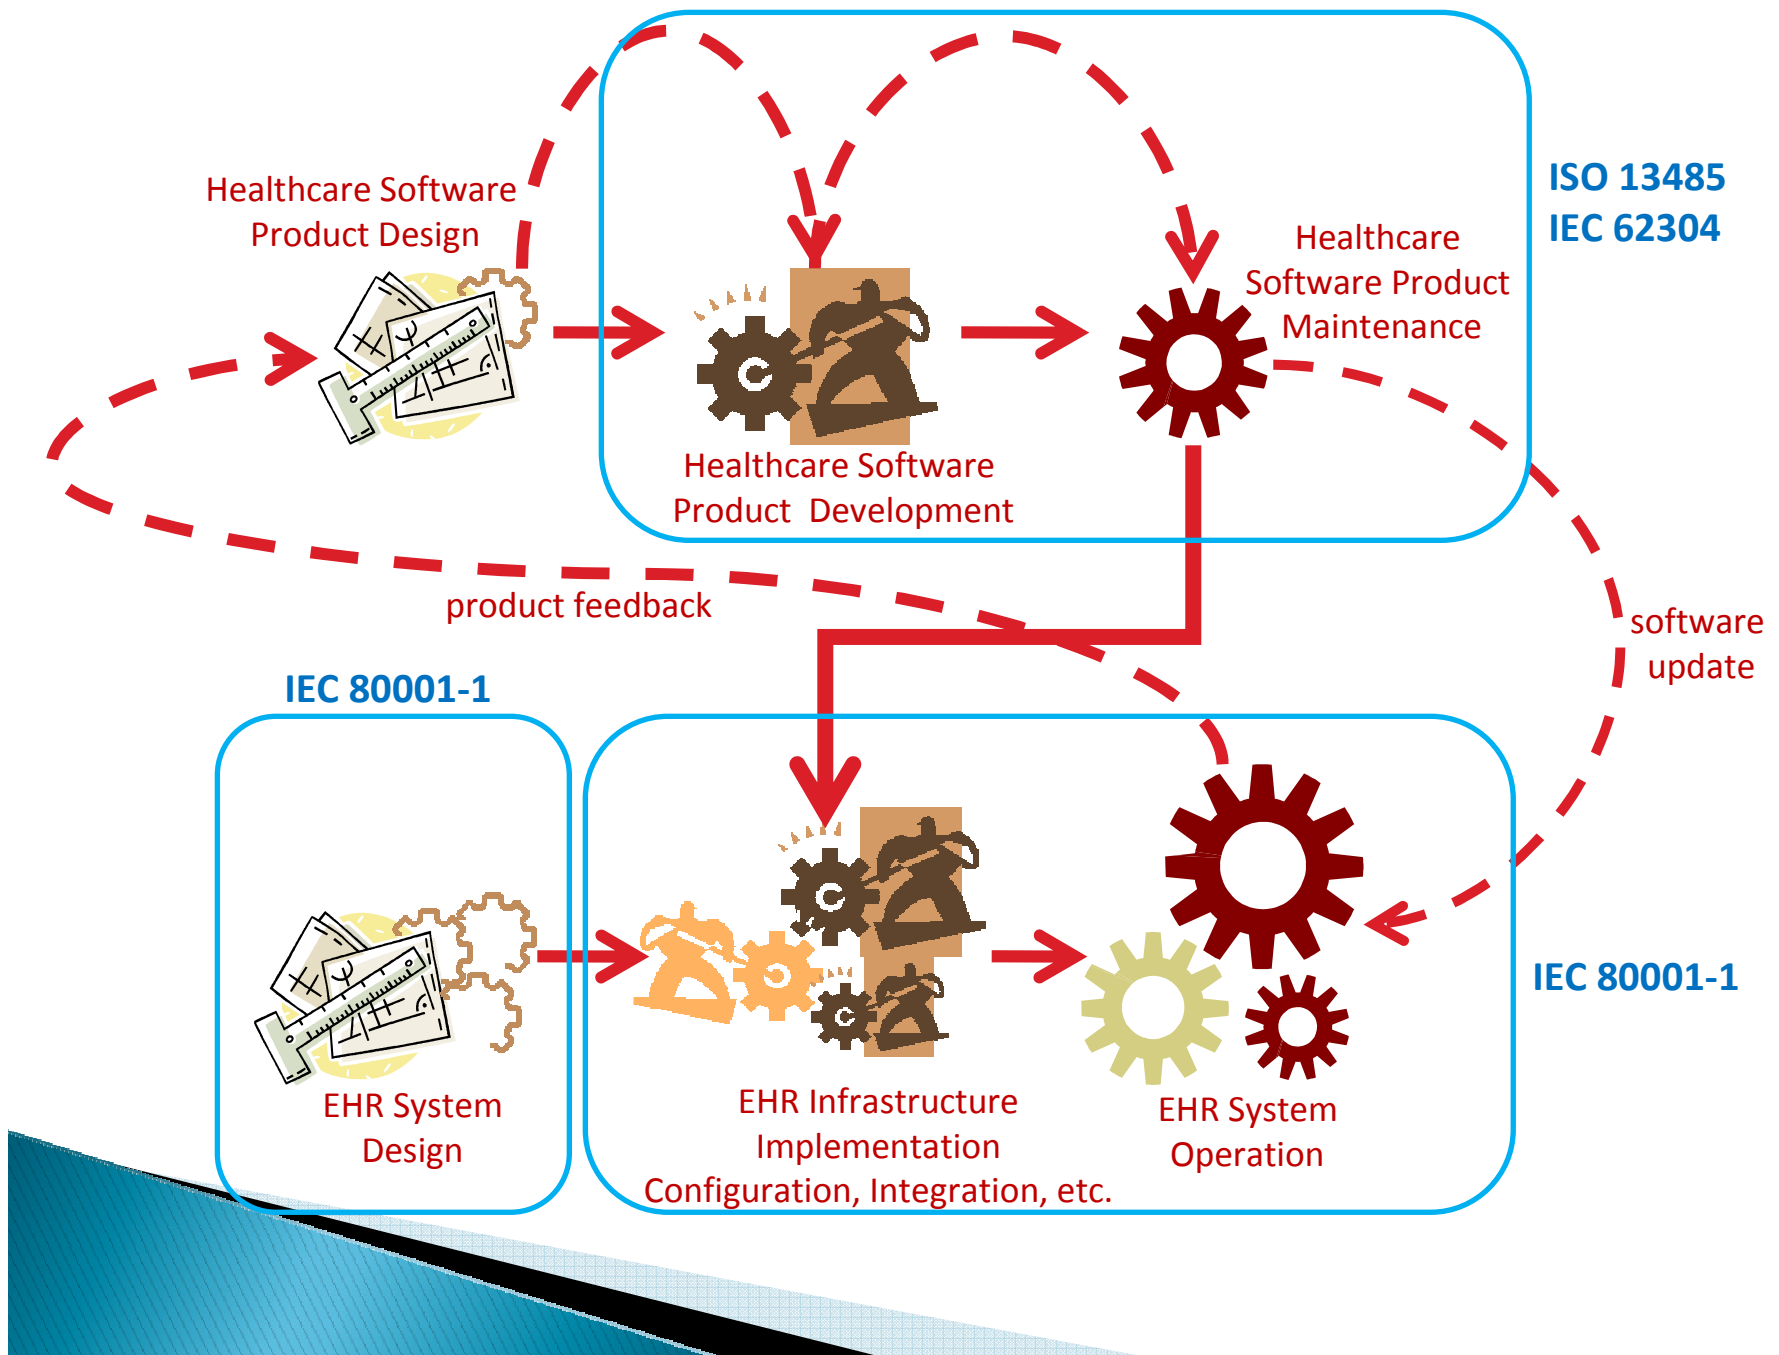 ISO 13485
IEC 62304
Healthcare Software
Product Design
Healthcare
Software Product
Maintenance
Healthcare Software
Product  Development
product feedback
software
update
IEC 80001-1
IEC 80001-1
EHR System
Design
EHR Infrastructure
Implementation
Configuration, Integration, etc.
EHR System
Operation